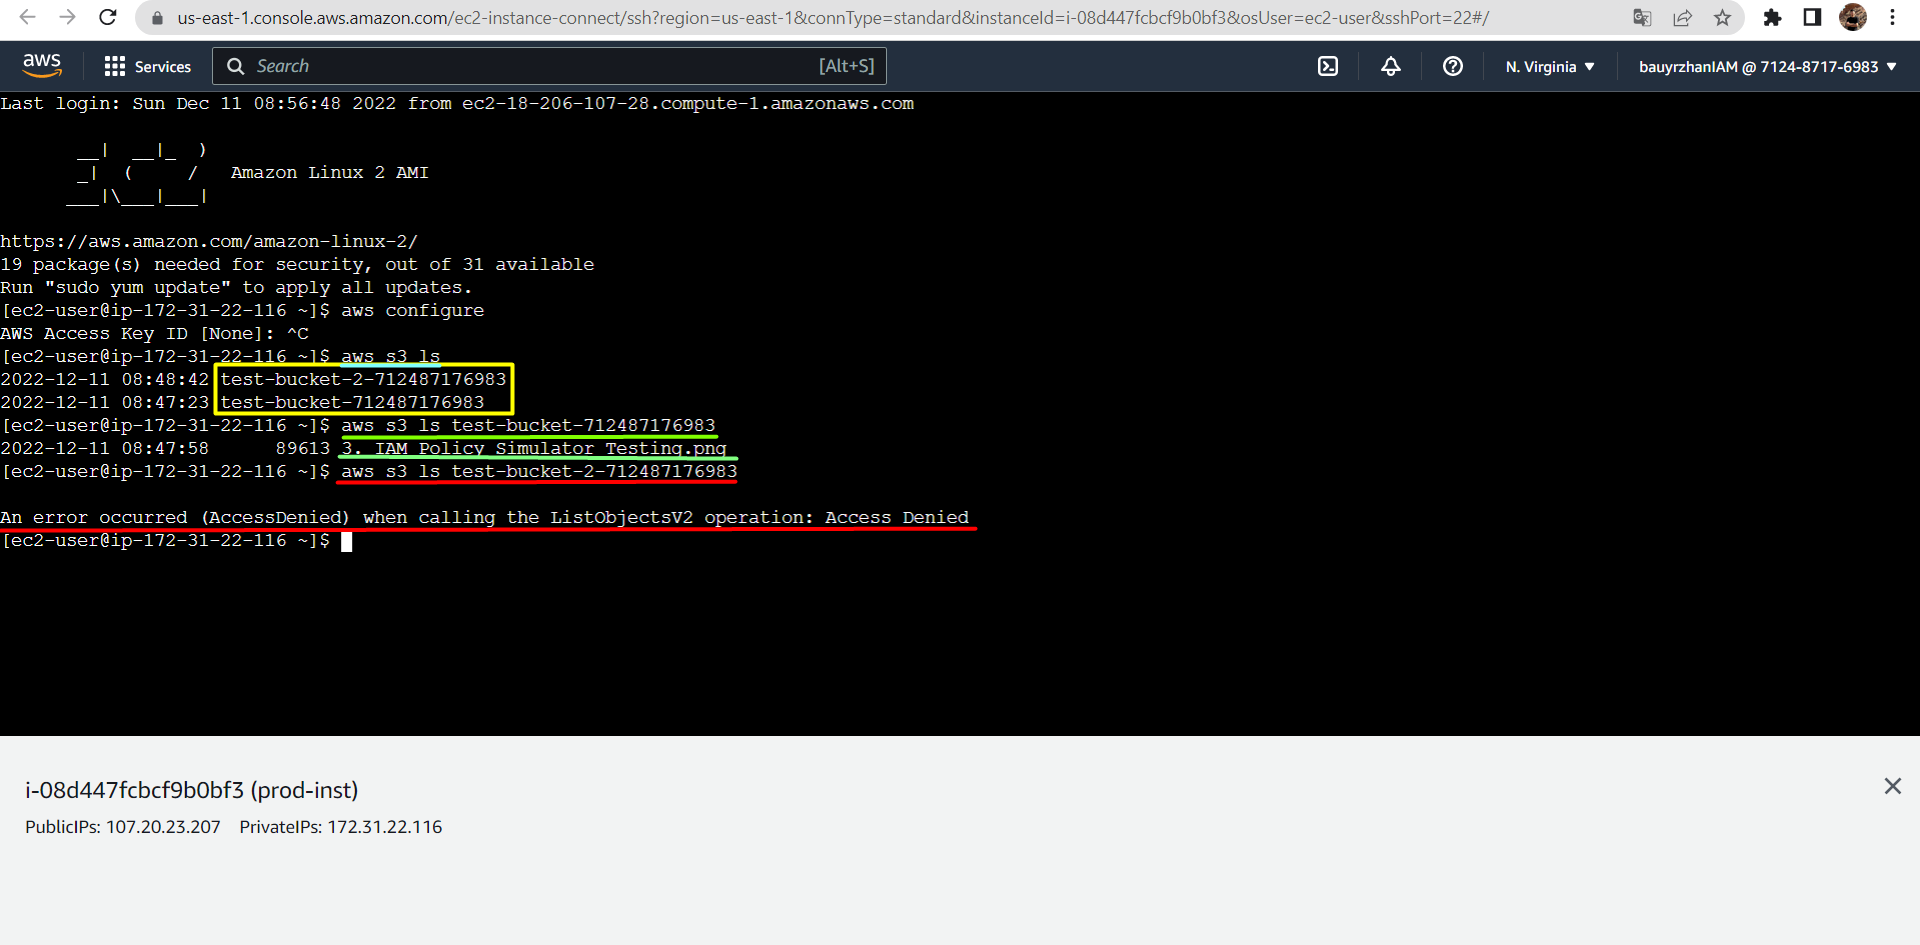 us-east-1.console.aws.amazon.com/ec2-instance-connect/ssh?region=us-east-1&connType=standard&instanceId=i-08d447fcbcf9b0bf3&osUser=ec2-user&sshPort=22#/
aws Services Search [Alt+S] N. Virginia ▼ bauyrzhanIAM @ 7124-8717-6983 ▼
Last login: Sun Dec 11 08:56:48 2022 from ec2-18-206-107-28.compute-1.amazonaws.com
       __|  __|_  )
       _|  (     /   Amazon Linux 2 AMI
      ___|\___|___|
https://aws.amazon.com/amazon-linux-2/
19 package(s) needed for security, out of 31 available
Run "sudo yum update" to apply all updates.
[ec2-user@ip-172-31-22-116 ~]$ aws configure
AWS Access Key ID [None]: ^C
[ec2-user@ip-172-31-22-116 ~]$ aws s3 ls
2022-12-11 08:48:42 test-bucket-2-712487176983
2022-12-11 08:47:23 test-bucket-712487176983
[ec2-user@ip-172-31-22-116 ~]$ aws s3 ls test-bucket-712487176983
2022-12-11 08:47:58      89613 3. IAM Policy Simulator Testing.png
[ec2-user@ip-172-31-22-116 ~]$ aws s3 ls test-bucket-2-712487176983
An error occurred (AccessDenied) when calling the ListObjectsV2 operation: Access Denied
[ec2-user@ip-172-31-22-116 ~]$
i-08d447fcbcf9b0bf3 (prod-inst)
PublicIPs: 107.20.23.207 PrivateIPs: 172.31.22.116